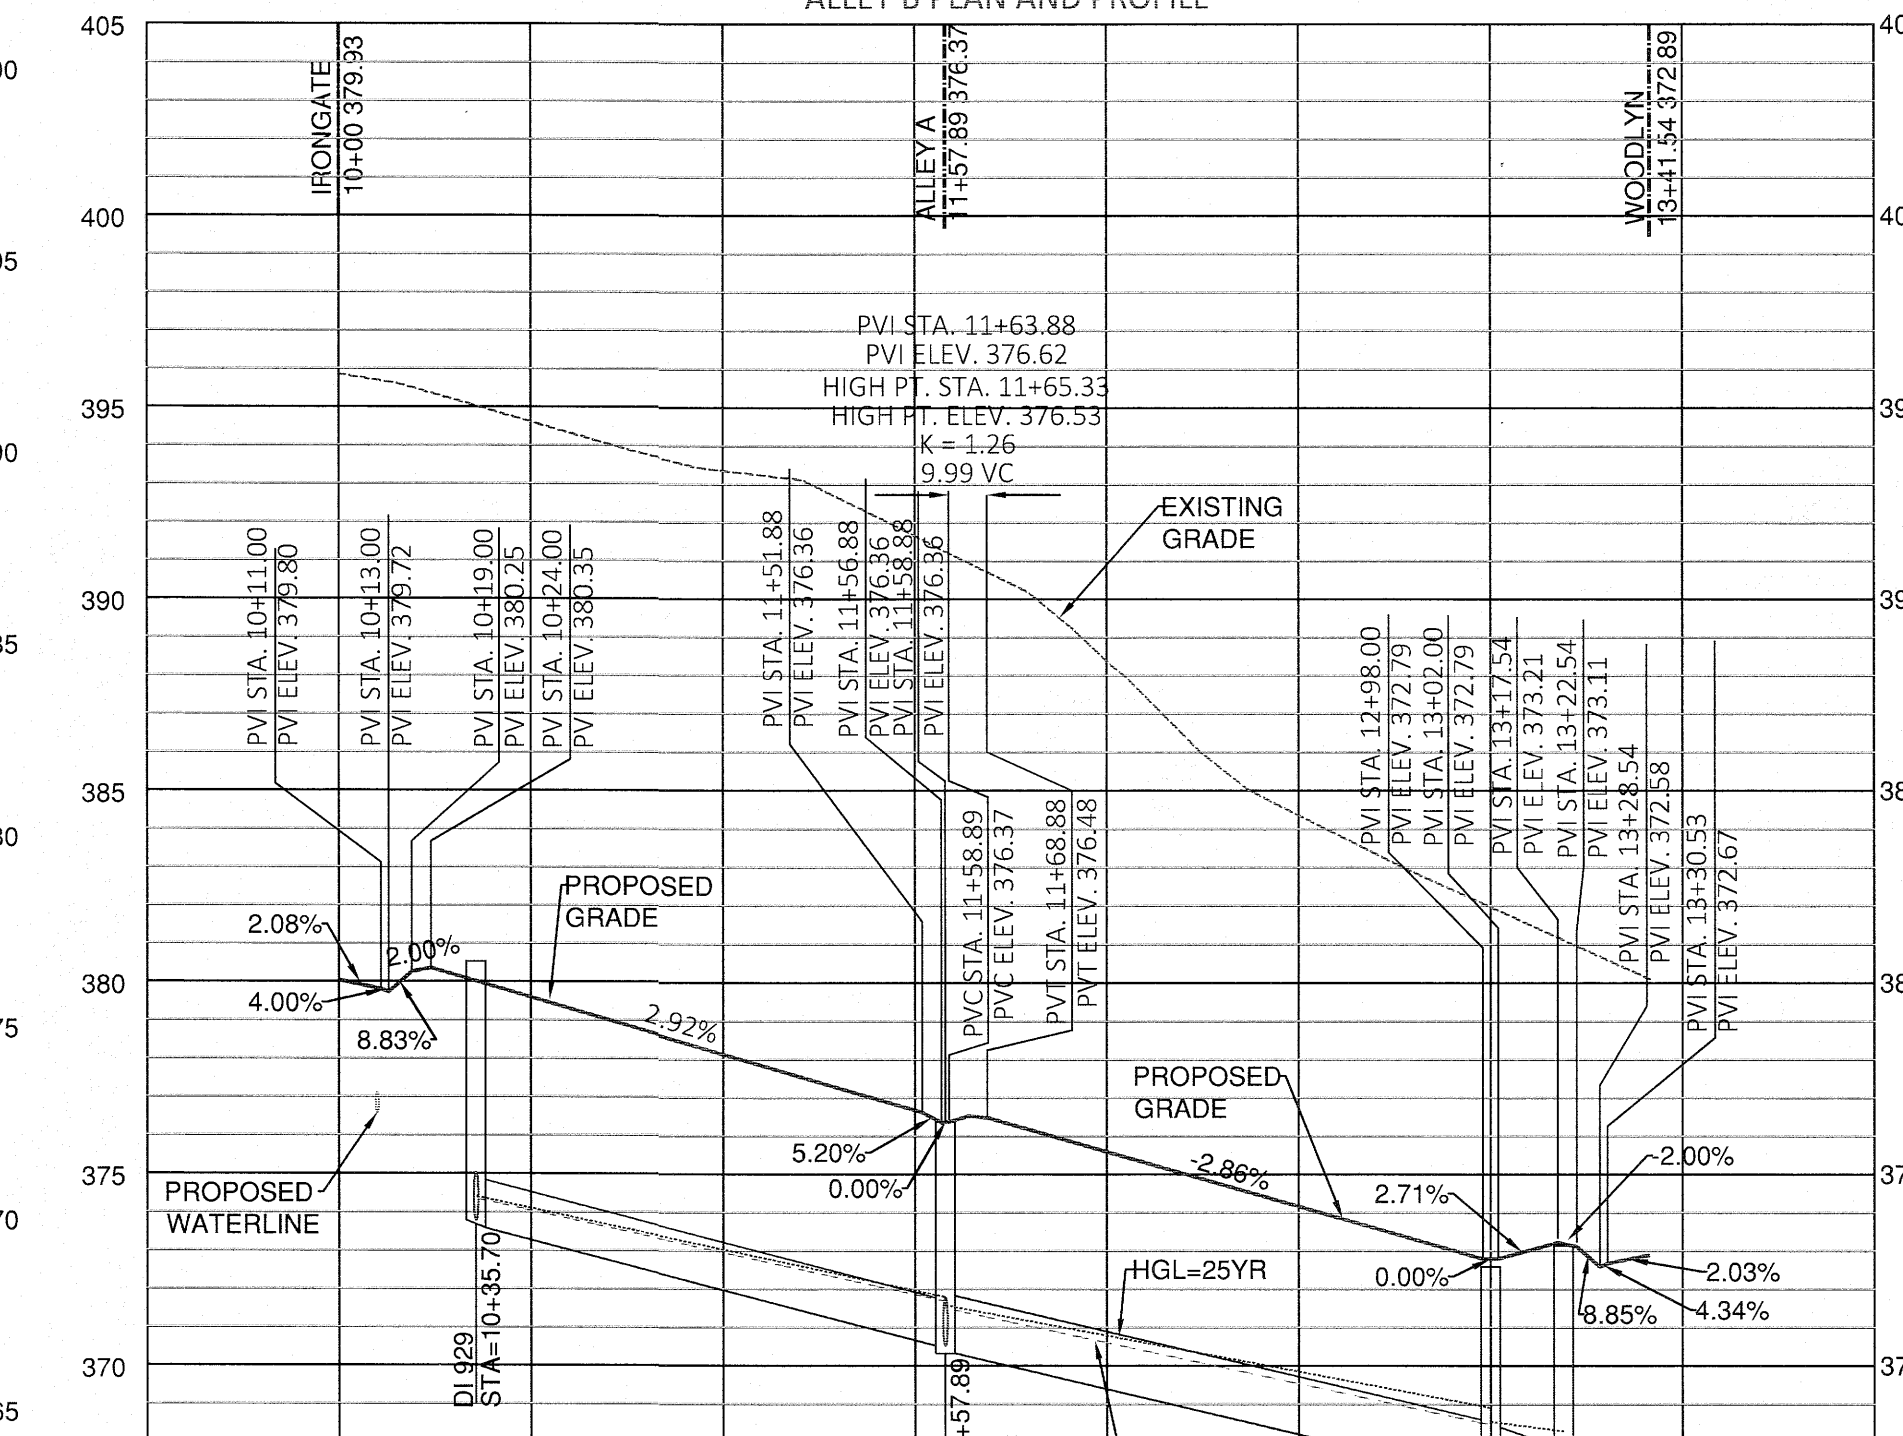 ALLEY B PLAN AND PROFILE
405
400
395
390
385
380
375
370
IRONGATE
10+00 379.93
ALLEY A
11+57.89 376.37
WOODLYN
13+41.54 372.89
PVI STA. 11+63.88
PVI ELEV. 376.62
HIGH PT. STA. 11+65.33
HIGH PT. ELEV. 376.53
K = 1.26
9.99 VC
EXISTING
GRADE
PVI STA. 10+11.00
PVI ELEV. 379.80
PVI STA. 10+13.00
PVI ELEV. 379.72
PVI STA. 10+19.00
PVI ELEV. 380.25
PVI STA. 10+24.00
PVI ELEV. 380.35
PVI STA. 11+51.88
PVI ELEV. 376.36
PVI STA. 11+56.88
PVI ELEV. 376.36
PVI STA. 11+58.88
PVI ELEV. 376.36
PVC STA. 11+58.89
PVC ELEV. 376.37
PVT STA. 11+68.88
PVT ELEV. 376.48
PVI STA. 12+98.00
PVI ELEV. 372.79
PVI STA. 13+02.00
PVI ELEV. 372.79
PVI STA. 13+17.54
PVI ELEV. 373.21
PVI STA. 13+22.54
PVI ELEV. 373.11
PVI STA. 13+28.54
PVI ELEV. 372.58
PVI STA. 13+30.53
PVI ELEV. 372.67
2.08%
4.00%
2.00%
8.83%
PROPOSED
GRADE
2.92%
5.20%
0.00%
PROPOSED
GRADE
-2.86%
2.71%
0.00%
-2.00%
2.03%
4.34%
8.85%
PROPOSED
WATERLINE
HGL=25YR
DI 929
STA=10+35.70
+57.89